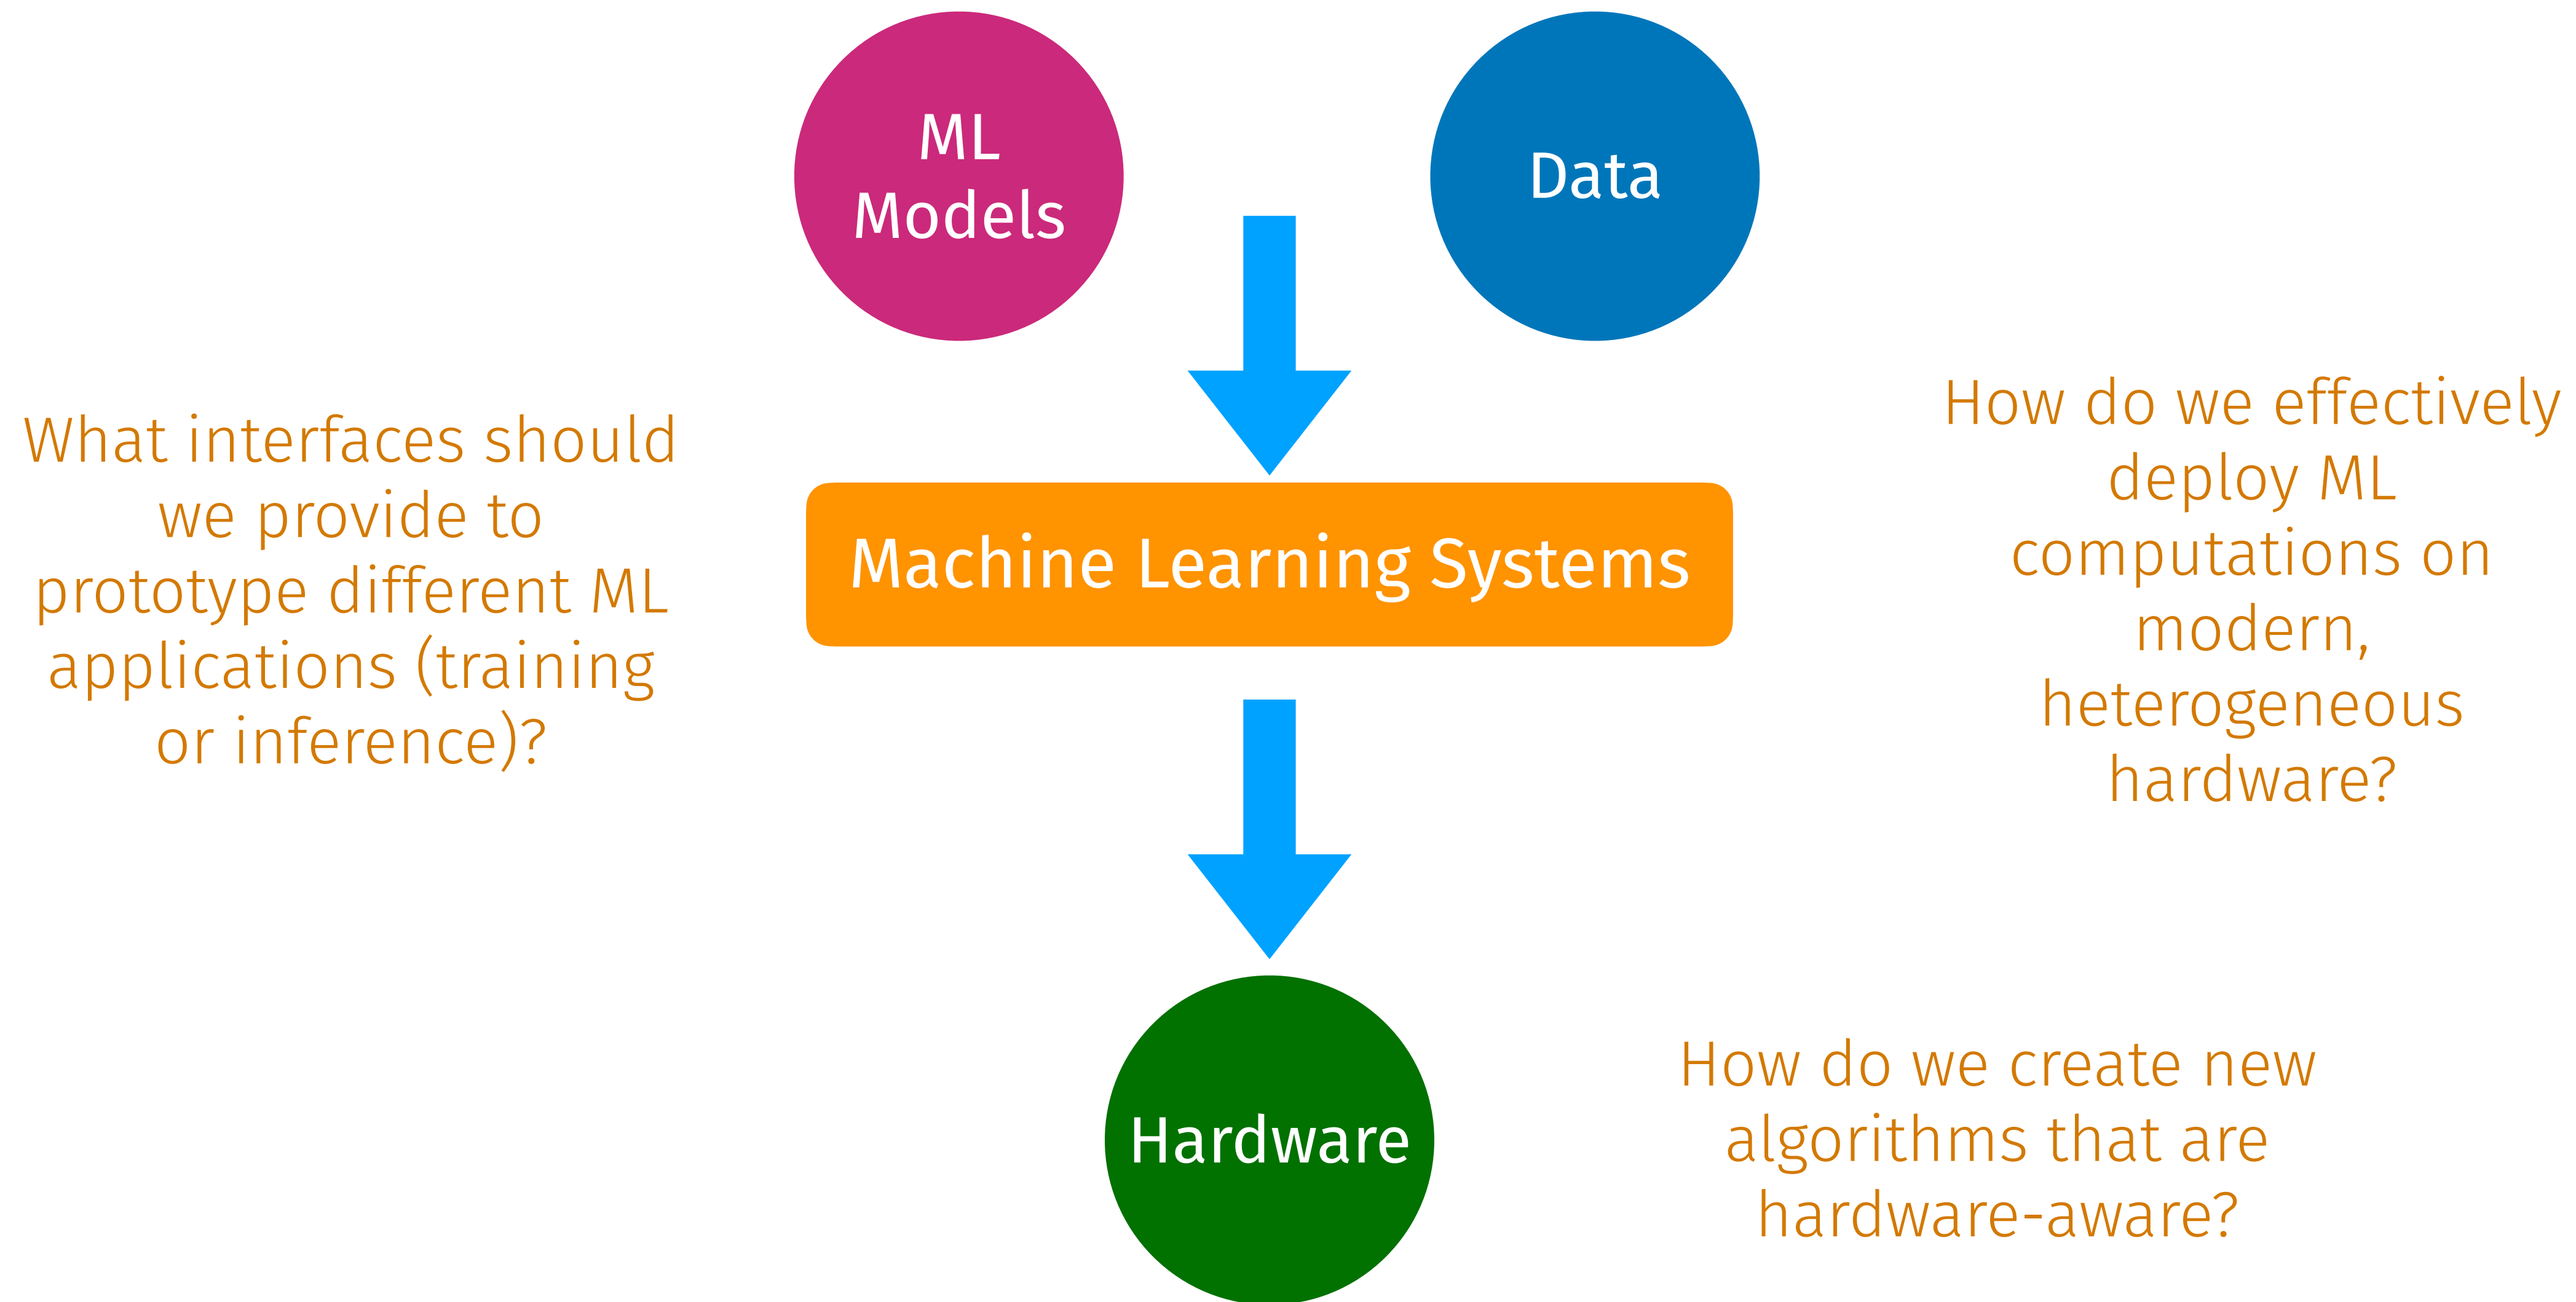 ML
Models
Data
What interfaces should
we provide to
prototype different ML
applications (training
or inference)?
Machine Learning Systems
How do we effectively
deploy ML
computations on
modern,
heterogeneous
hardware?
Hardware
How do we create new
algorithms that are
hardware-aware?